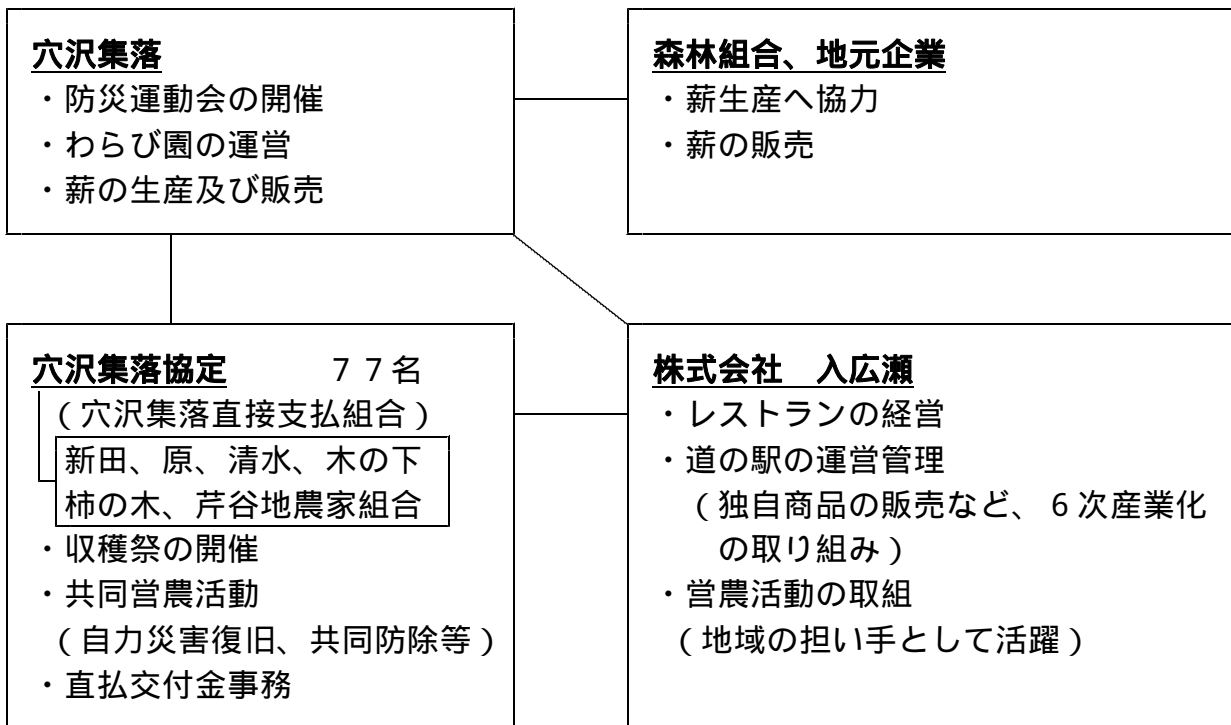 穴沢集落
・防災運動会の開催
・わらび園の運営
・薪の生産及び販売
森林組合、地元企業
・薪生産へ協力
・薪の販売
穴沢集落協定　７７名
（穴沢集落直接支払組合）
新田、原、清水、木の下
柿の木、芹谷地農家組合
・収穫祭の開催
・共同営農活動
（自力災害復旧、共同防除等）
・直払交付金事務
株式会社　入広瀬
・レストランの経営
・道の駅の運営管理
（独自商品の販売など、６次産業化
の取り組み）
・営農活動の取組
（地域の担い手として活躍）